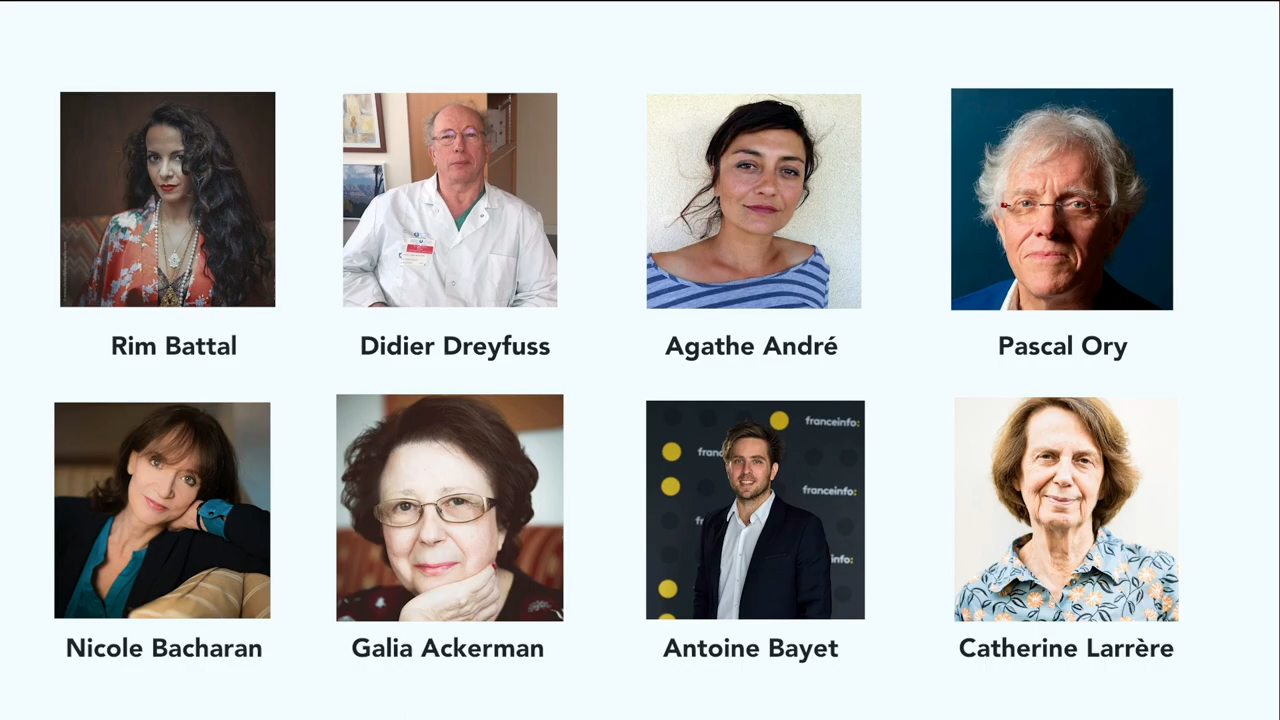 Rim Battal
Didier Dreyfuss
Agathe André
Pascal Ory
franceinfo:
franceinfo:
Nicole Bacharan
Galia Ackerman
Antoine Bayet
Catherine Larrère